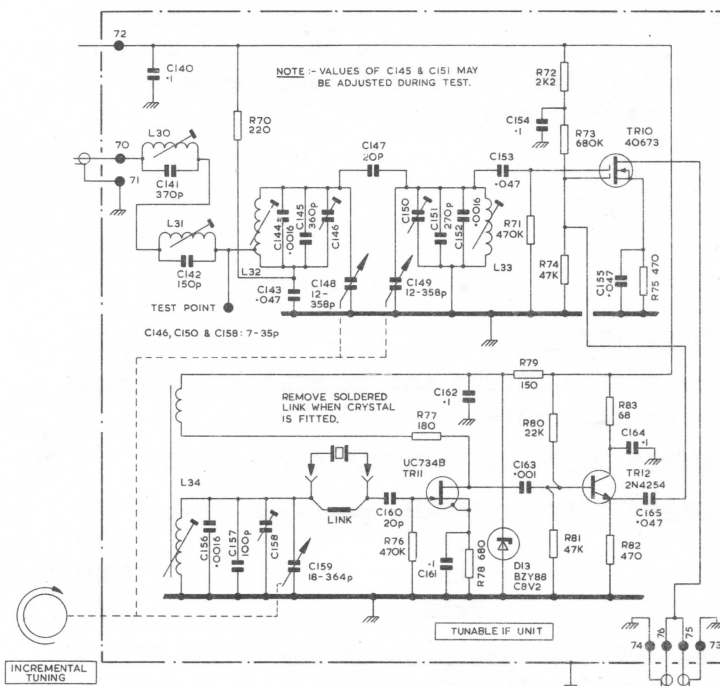 72
C140
·1
NOTE :- VALUES OF C145 & C151 MAY
BE ADJUSTED DURING TEST.
R72
2K2
R70
220
C154
·1
R73
680K
TR10
40673
L30
70
C147
20P
C153
·047
71
C141
370p
L31
C144
·0016
C145
360p
C146
C150
C151
270p
C152
·0016
R71
470K
L32
L33
R74
47K
C155
·047
R75 470
C142
150p
C143
·047
C148
12-
358p
C149
12-358p
TEST POINT
C146, C150 & C158: 7-35p
R79
150
REMOVE SOLDERED
LINK WHEN CRYSTAL
IS FITTED.
C162
·1
R77
180
R80
22K
R83
68
C164
·1
UC734B
TR11
C163
·001
TR12
2N4254
L34
LINK
C160
20p
C165
·047
C156
·0016
C157
100p
C158
R76
470K
C159
18-364p
·1
C161
R78 680
D13
BZY88
C8V2
R81
47K
R82
470
TUNABLE IF UNIT
74
76
75
73
INCREMENTAL
TUNING